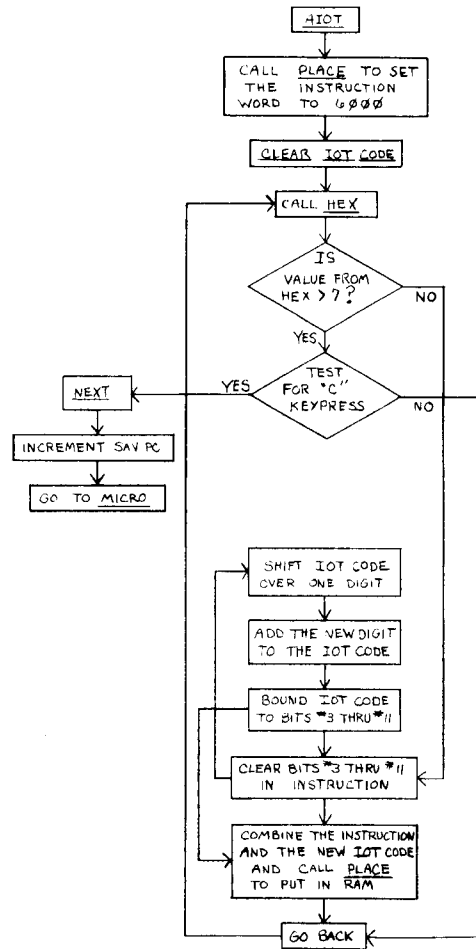 AIOT
CALL PLACE TO SET
THE INSTRUCTION
WORD TO 6ØØØ
CLEAR IOT CODE
CALL HEX
IS
VALUE FROM
HEX > 7?
NO
YES
TEST
FOR "C"
KEYPRESS
YES
NO
NEXT
INCREMENT SAV PC
GO TO MICRO
SHIFT IOT CODE
OVER ONE DIGIT
ADD THE NEW DIGIT
TO THE IOT CODE
BOUND IOT CODE
TO BITS #3 THRU #11
CLEAR BITS #3 THRU #11
IN INSTRUCTION
COMBINE THE INSTRUCTION
AND THE NEW IOT CODE
AND CALL PLACE
TO PUT IN RAM
GO BACK